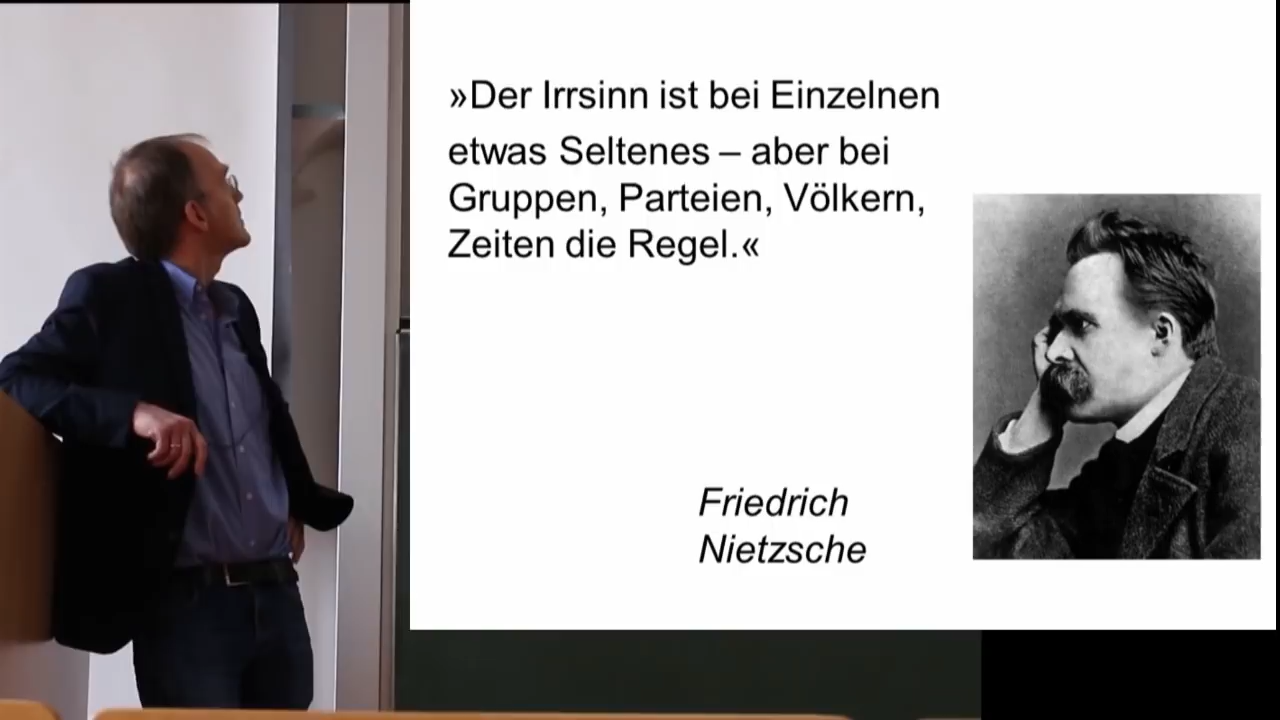 »Der Irrsinn ist bei Einzelnen
etwas Seltenes – aber bei
Gruppen, Parteien, Völkern,
Zeiten die Regel.«
Friedrich
Nietzsche